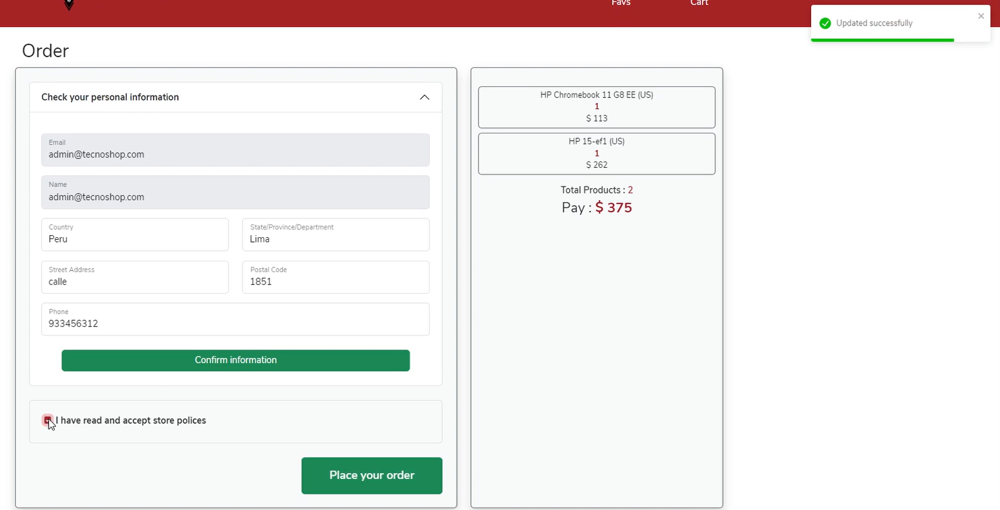 Favs
Cart
Updated successfully
Order
Check your personal information
Email
admin@tecnoshop.com
Name
admin@tecnoshop.com
Country
Peru
State/Province/Department
Lima
Street Address
calle
Postal Code
1851
Phone
933456312
Confirm information
I have read and accept store polices
Place your order
HP Chromebook 11 G8 EE (US)
1
$ 113
HP 15-ef1 (US)
1
$ 262
Total Products : 2
Pay : $ 375